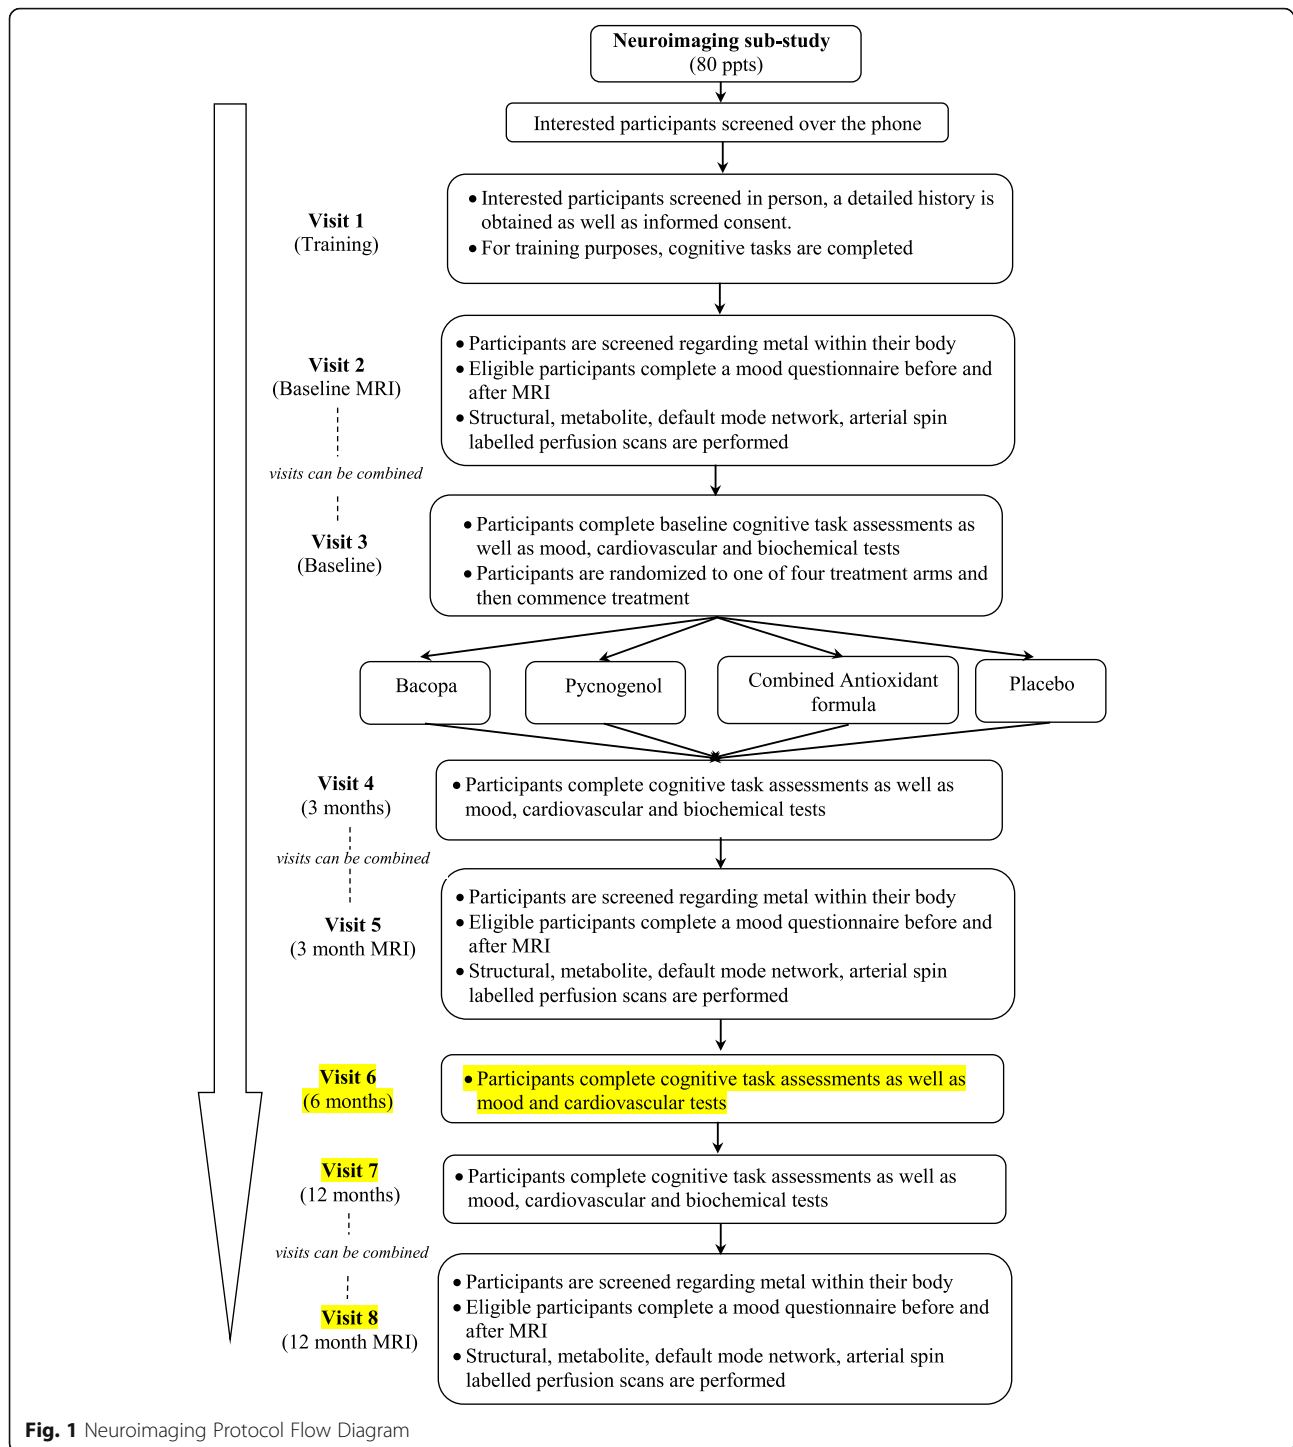 Neuroimaging sub-study
(80 ppts)
Interested participants screened over the phone
Visit 1
(Training)
• Interested participants screened in person, a detailed history is
obtained as well as informed consent.
• For training purposes, cognitive tasks are completed
Visit 2
(Baseline MRI)
• Participants are screened regarding metal within their body
• Eligible participants complete a mood questionnaire before and
after MRI
• Structural, metabolite, default mode network, arterial spin
labelled perfusion scans are performed
visits can be combined
Visit 3
(Baseline)
• Participants complete baseline cognitive task assessments as
well as mood, cardiovascular and biochemical tests
• Participants are randomized to one of four treatment arms and
then commence treatment
Bacopa
Pycnogenol
Combined Antioxidant
formula
Placebo
Visit 4
(3 months)
• Participants complete cognitive task assessments as well as
mood, cardiovascular and biochemical tests
visits can be combined
Visit 5
(3 month MRI)
• Participants are screened regarding metal within their body
• Eligible participants complete a mood questionnaire before and
after MRI
• Structural, metabolite, default mode network, arterial spin
labelled perfusion scans are performed
Visit 6
(6 months)
• Participants complete cognitive task assessments as well as
mood and cardiovascular tests
Visit 7
(12 months)
• Participants complete cognitive task assessments as well as
mood, cardiovascular and biochemical tests
visits can be combined
Visit 8
(12 month MRI)
• Participants are screened regarding metal within their body
• Eligible participants complete a mood questionnaire before and
after MRI
• Structural, metabolite, default mode network, arterial spin
labelled perfusion scans are performed
Fig. 1 Neuroimaging Protocol Flow Diagram